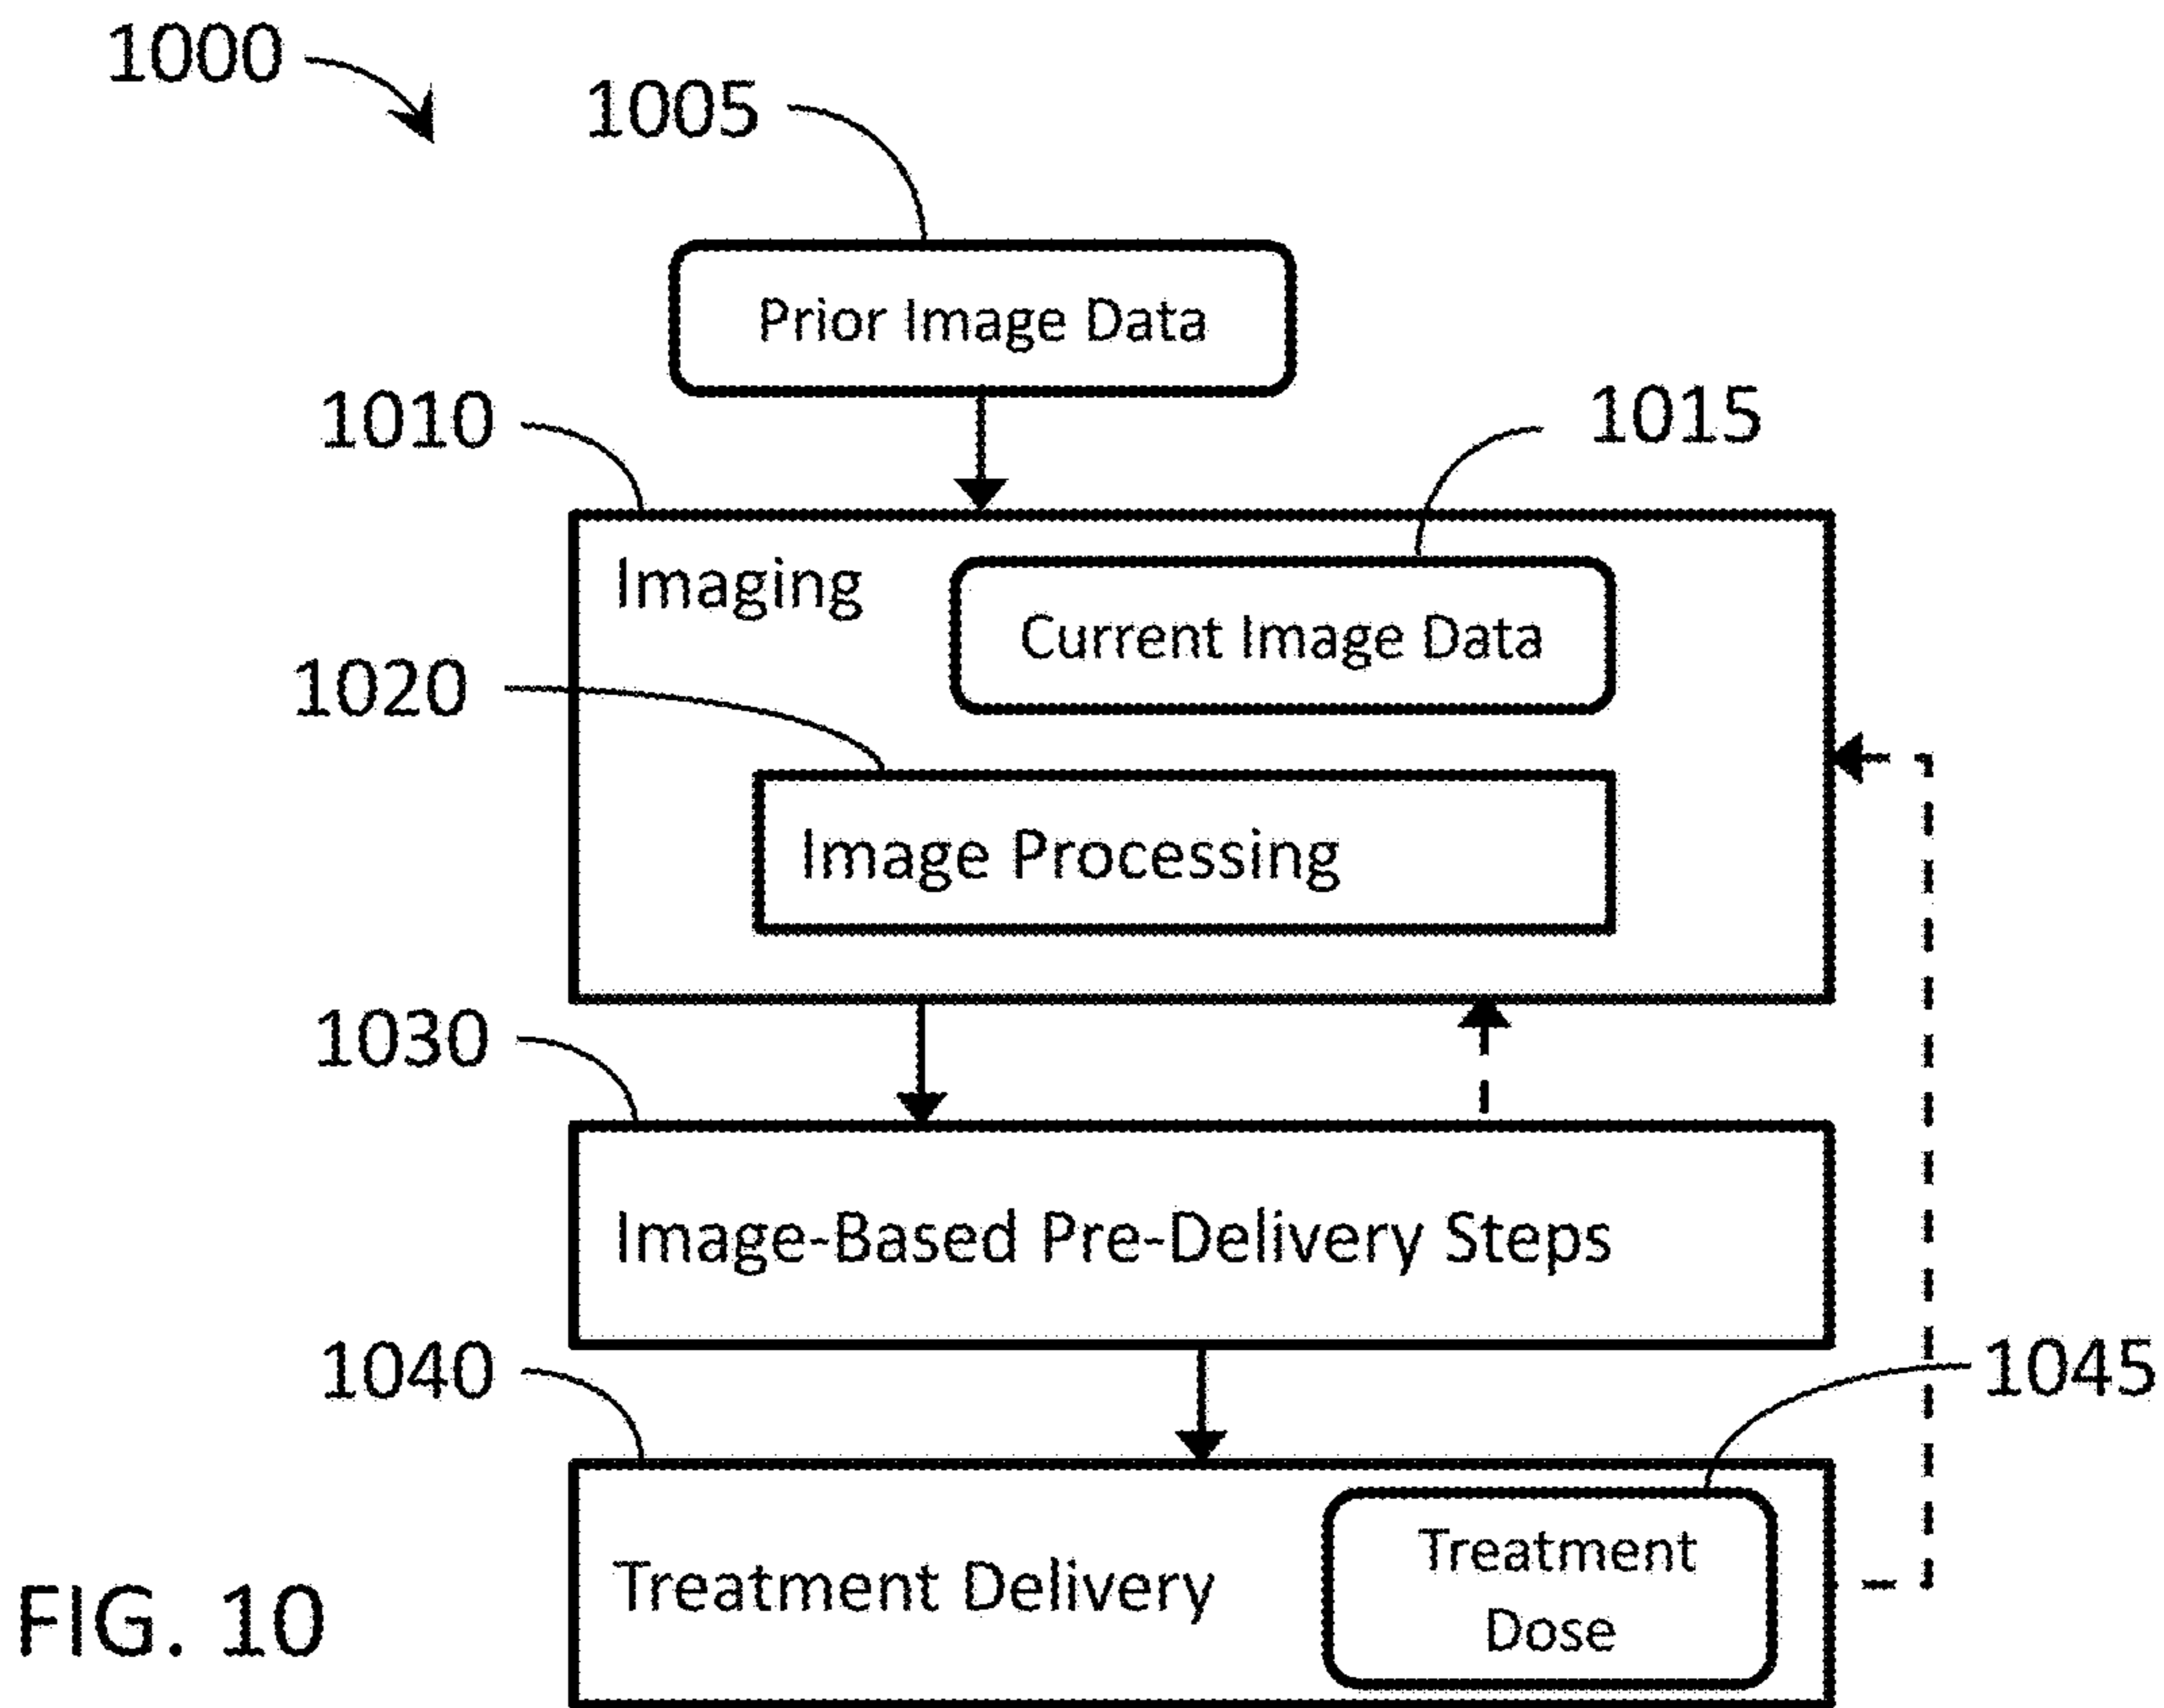 1000
1005
Prior Image Data
1010
1015
Imaging
Current Image Data
1020
Image Processing
1030
Image-Based Pre-Delivery Steps
1040
1045
Treatment Delivery
Treatment
Dose
FIG. 10